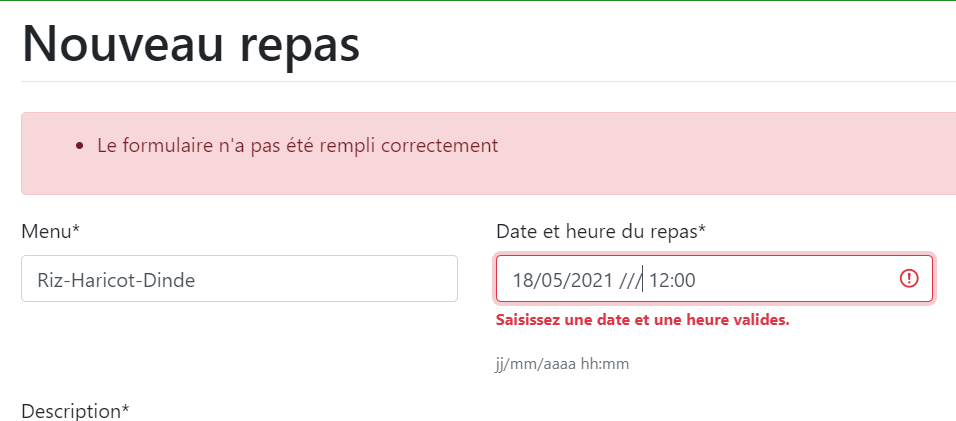 Nouveau repas
Le formulaire n'a pas été rempli correctement
Menu*
Date et heure du repas*
Riz-Haricot-Dinde
18/05/2021 /// 12:00
Saisissez une date et une heure valides.
jj/mm/aaaa hh:mm
Description*